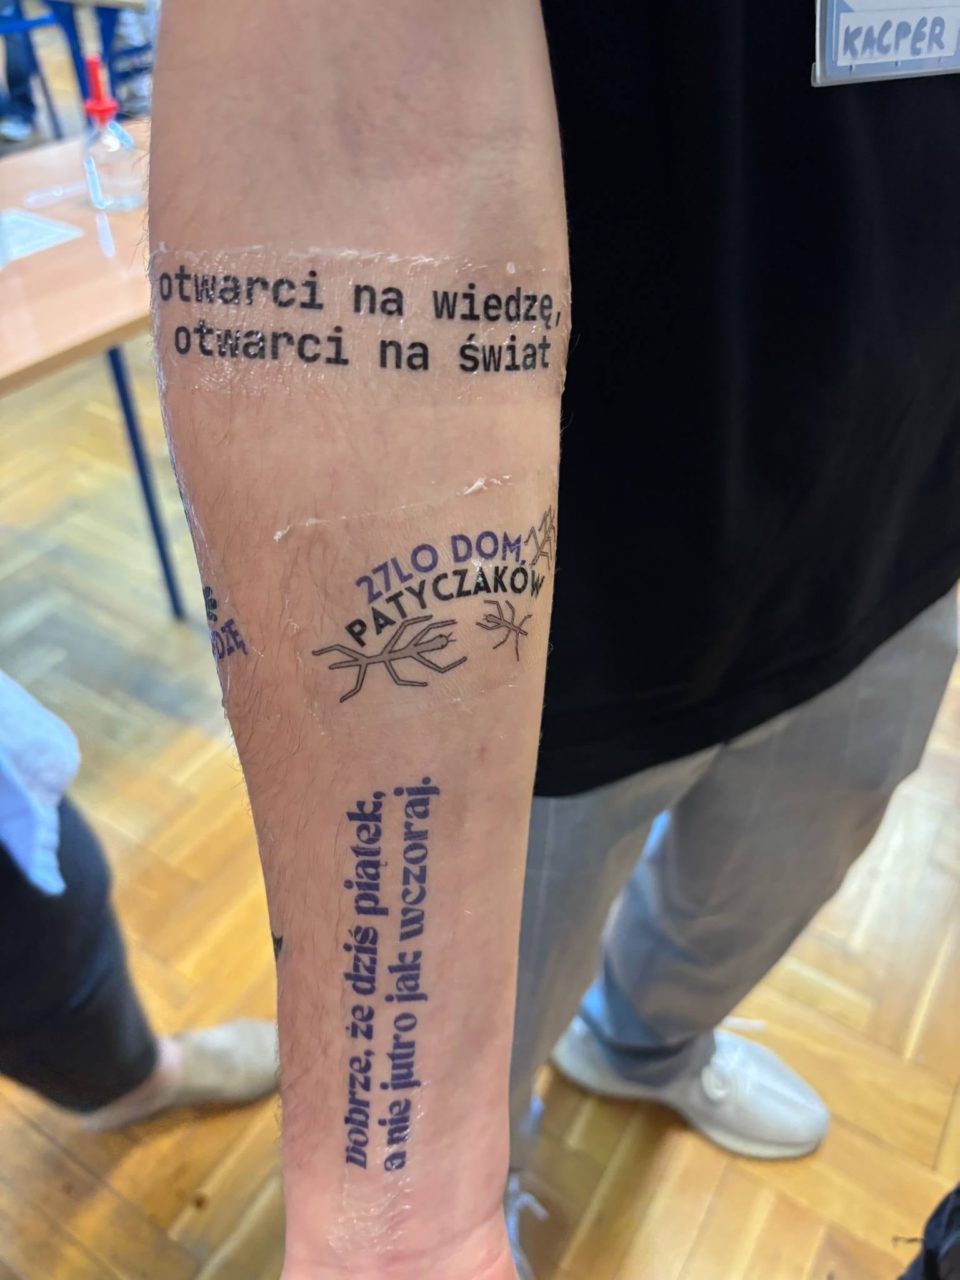 KACPER
otwarci na wiedzę,
otwarci na świat
27LO DOM
PATYCZAKÓW
Dobrze, że dziś piątek,
a nie jutro jak wczoraj.